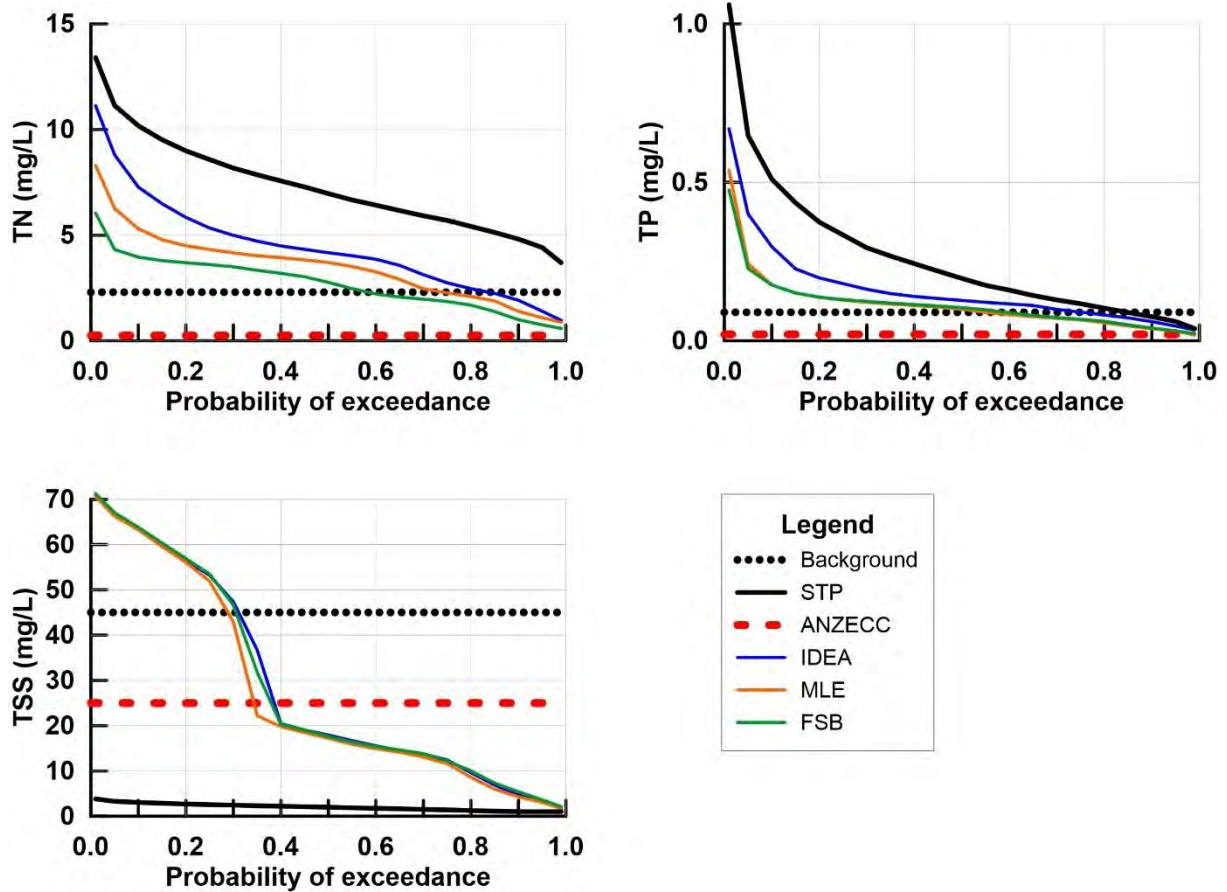 15
10
5
0
TN (mg/L)
0.0 0.2 0.4 0.6 0.8 1.0
Probability of exceedance
1.0
0.5
0.0
TP (mg/L)
0.0 0.2 0.4 0.6 0.8 1.0
Probability of exceedance
70
60
50
40
30
20
10
0
TSS (mg/L)
0.0 0.2 0.4 0.6 0.8 1.0
Probability of exceedance
Legend
Background
STP
ANZECC
IDEA
MLE
FSB